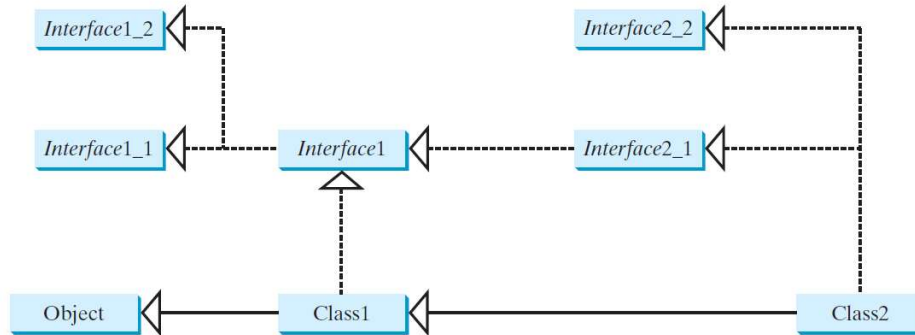 Interface1_2
Interface2_2
Interface1_1
Interface1
Interface2_1
Object
Class1
Class2